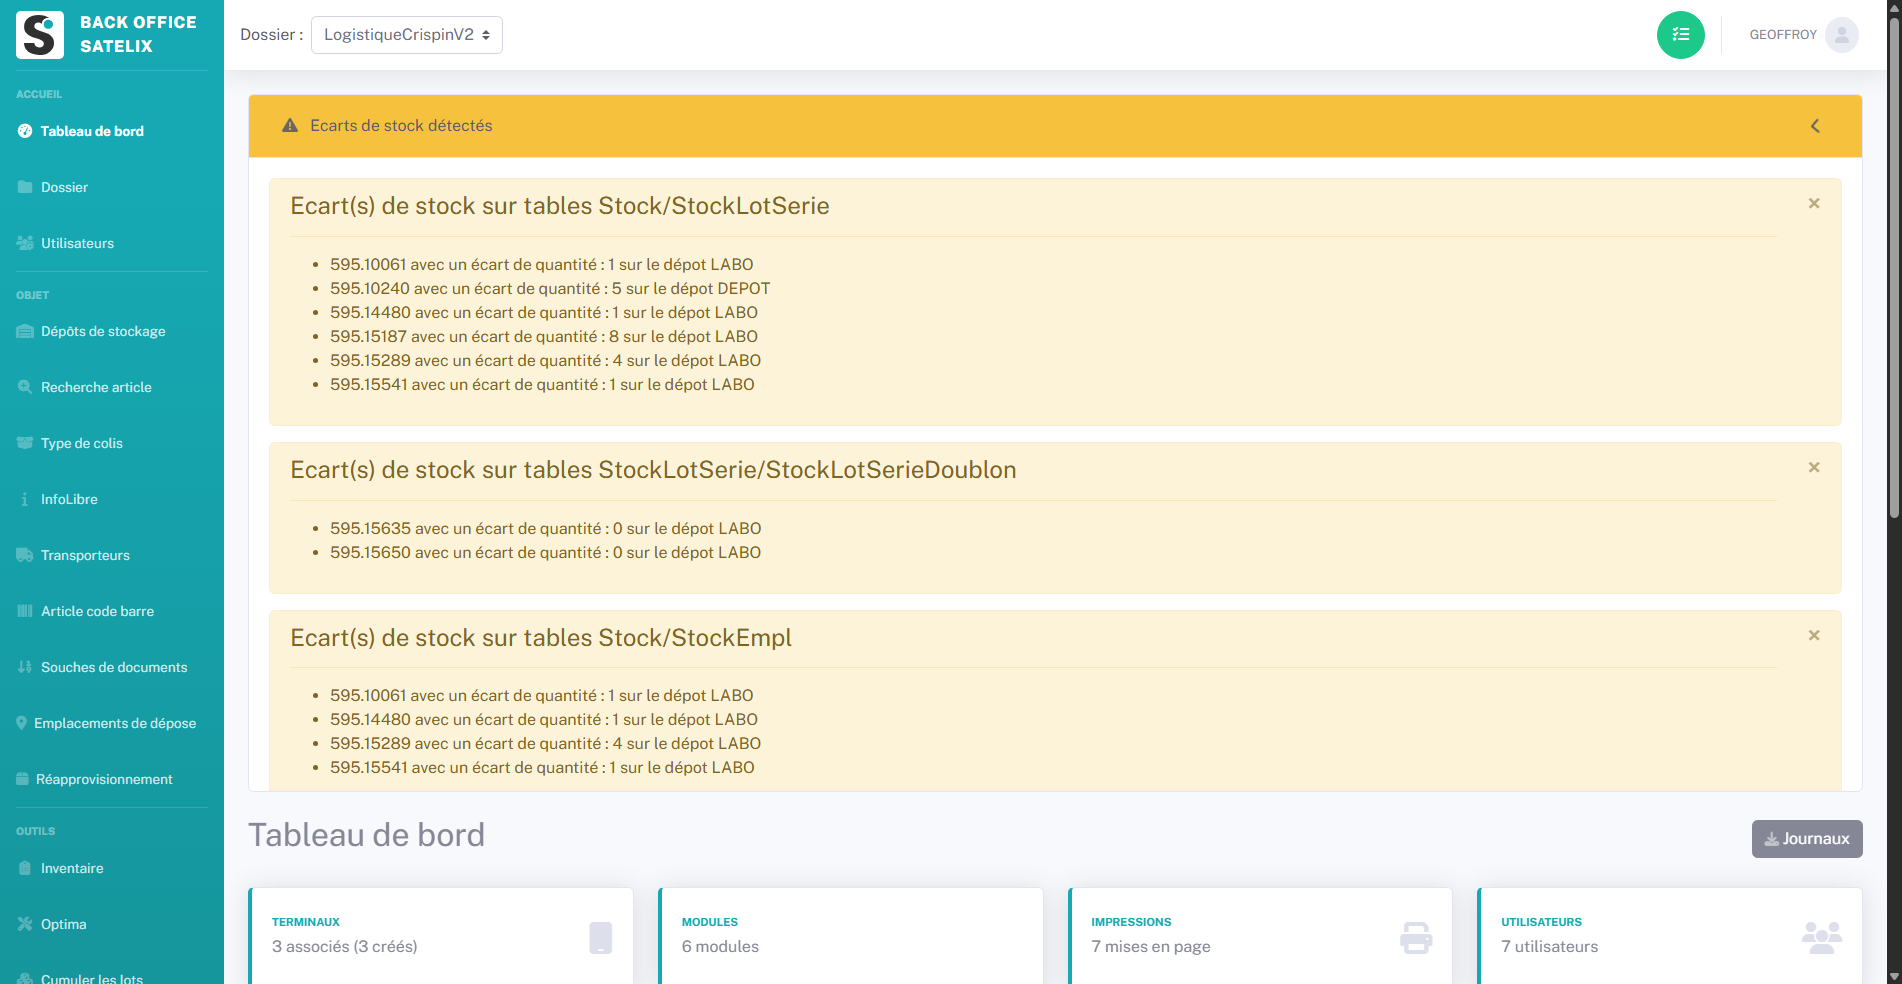 BACK OFFICE
SATELIX
Dossier :
LogistiqueCrispinV2
GEOFFROY
ACCUEIL
Tableau de bord
Dossier
Utilisateurs
OBJET
Dépôts de stockage
Recherche article
Type de colis
InfoLibre
Transporteurs
Article code barre
Souches de documents
Emplacements de dépose
Réapprovisionnement
OUTILS
Inventaire
Optima
Cumuler les lots
Ecarts de stock détectés
Ecart(s) de stock sur tables Stock/StockLotSerie
595.10061 avec un écart de quantité : 1 sur le dépot LABO
595.10240 avec un écart de quantité : 5 sur le dépot DEPOT
595.14480 avec un écart de quantité : 1 sur le dépot LABO
595.15187 avec un écart de quantité : 8 sur le dépot LABO
595.15289 avec un écart de quantité : 4 sur le dépot LABO
595.15541 avec un écart de quantité : 1 sur le dépot LABO
Ecart(s) de stock sur tables StockLotSerie/StockLotSerieDoublon
595.15635 avec un écart de quantité : 0 sur le dépot LABO
595.15650 avec un écart de quantité : 0 sur le dépot LABO
Ecart(s) de stock sur tables Stock/StockEmpl
595.10061 avec un écart de quantité : 1 sur le dépot LABO
595.14480 avec un écart de quantité : 1 sur le dépot LABO
595.15289 avec un écart de quantité : 4 sur le dépot LABO
595.15541 avec un écart de quantité : 1 sur le dépot LABO
Tableau de bord
Journaux
TERMINAUX
3 associés (3 créés)
MODULES
6 modules
IMPRESSIONS
7 mises en page
UTILISATEURS
7 utilisateurs